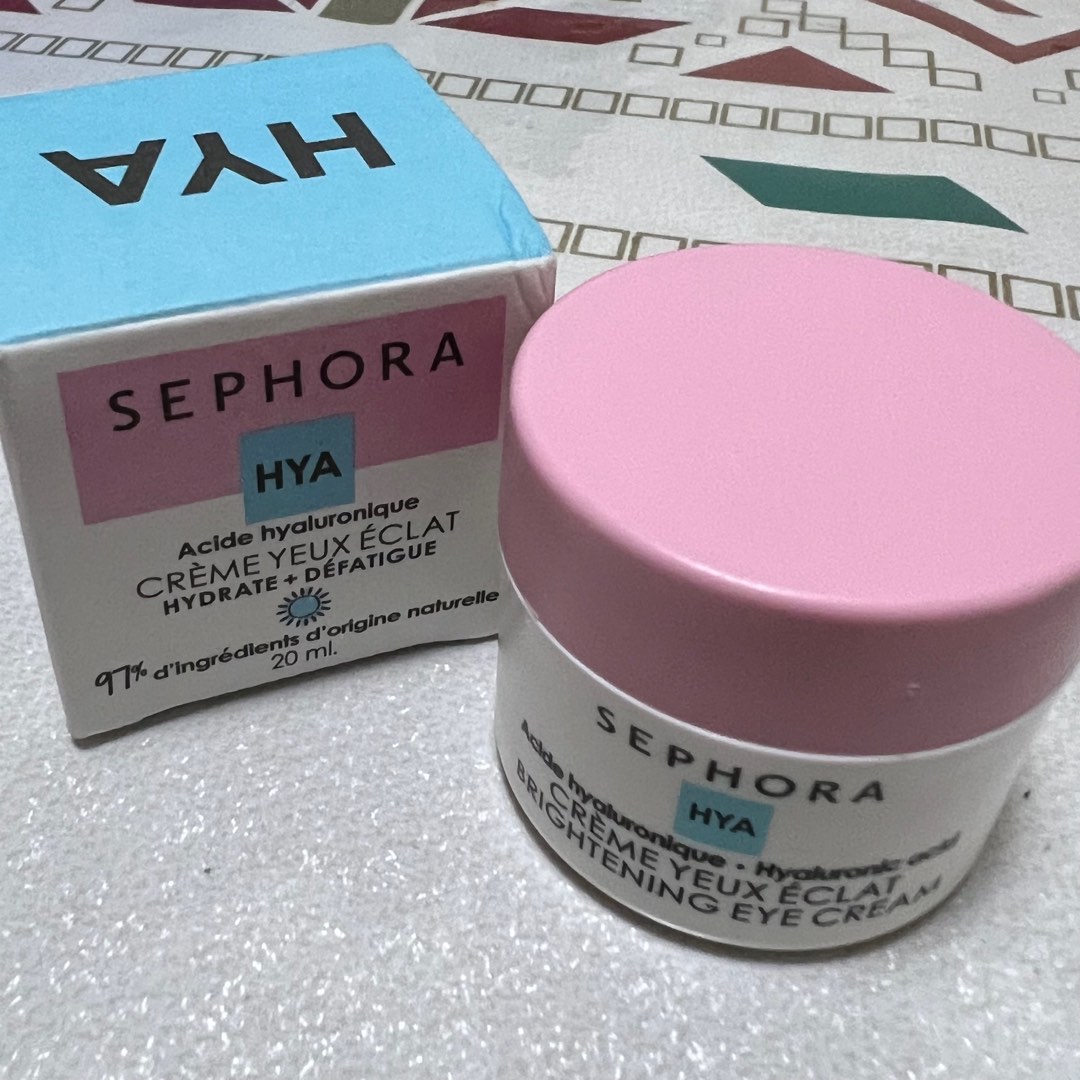 HYA
SEPHORA
HYA
Acide hyaluronique
CRÈME YEUX ÉCLAT
HYDRATE + DÉFATIGUE
97% d'ingrédients d'origine naturelle
20 ml.
SEPHORA
HYA
Acide hyaluronique • Hyaluronic acid
CRÈME YEUX ÉCLAT
BRIGHTENING EYE CREAM